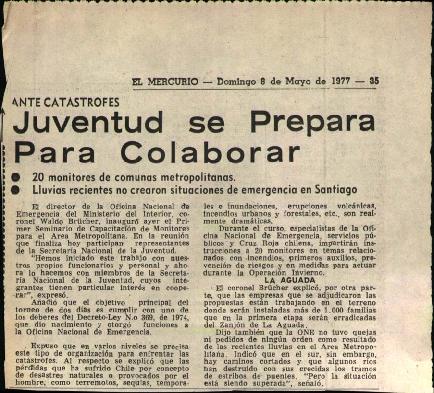 EL MERCURIO — Domingo 8 de Mayo de 1977 — 35
ANTE CATASTROFES
Juventud se Prepara
Para Colaborar
● 20 monitores de comunas metropolitanas.
● Lluvias recientes no crearon situaciones de emergencia en Santiago
El director de la Oficina Nacional de
Emergencia del Ministerio del Interior, co-
ronel Waldo Brücher, inauguró ayer el Pri-
mer Seminario de Capacitación de Monitores
para el Area Metropolitana. En la reunión
que finaliza hoy participan representantes
de la Secretaría Nacional de la Juventud.
"Hemos iniciado este trabajo con nues-
tros propios funcionarios y personal y aho-
ra lo hacemos con miembros de la Secreta-
ría Nacional de la Juventud, cuyos inte-
grantes tienen particular interés en coope-
rar", expresó.
Añadió que el objetivo principal del
torneo de dos días es cumplir con uno de
los deberes del Decreto-Ley N.o 369, de 1974,
que dio nacimiento y otorgó funciones a
la Oficina Nacional de Emergencia.
Expuso que en varios niveles se precisa
este tipo de organización para enfrentar las
catástrofes. Al respecto se explicó que las
pérdidas que ha sufrido Chile por concepto
de desastres naturales o provocados por el
hombre, como terremotos, sequías, tempora-
les e inundaciones, erupciones volcánicas,
incendios urbanos y forestales, etc., son real-
mente dramáticas.
Durante el curso, especialistas de la Ofi-
cina Nacional de Emergencia, servicios públi-
cos y Cruz Roja chilena, impartirán instruc-
ciones a 20 monitores en temas relacio-
nados con incendios, primeros auxilios, pre-
vención de riesgos y en medidas para actuar
durante la Operación Invierno.
LA AGUADA
El coronel Brücher explicó, por otra par-
te, que las empresas que se adjudicaron las
propuestas están trabajando en el terreno
donde serán instaladas más de 1.000 familias
que en la primera etapa serán erradicadas
del Zanjón de La Aguada.
Dijo también que la ONE no tuvo quejas
ni pedidos de ningún orden como resultado
de las recientes lluvias en el Area Metropo-
litana. Indicó que en el sur, sin embargo,
hay caminos cortados y que algunos ríos
han destruido con sus crecidas los tramos
de estribos de puentes. "Pero la situación
está siendo superada", señaló.